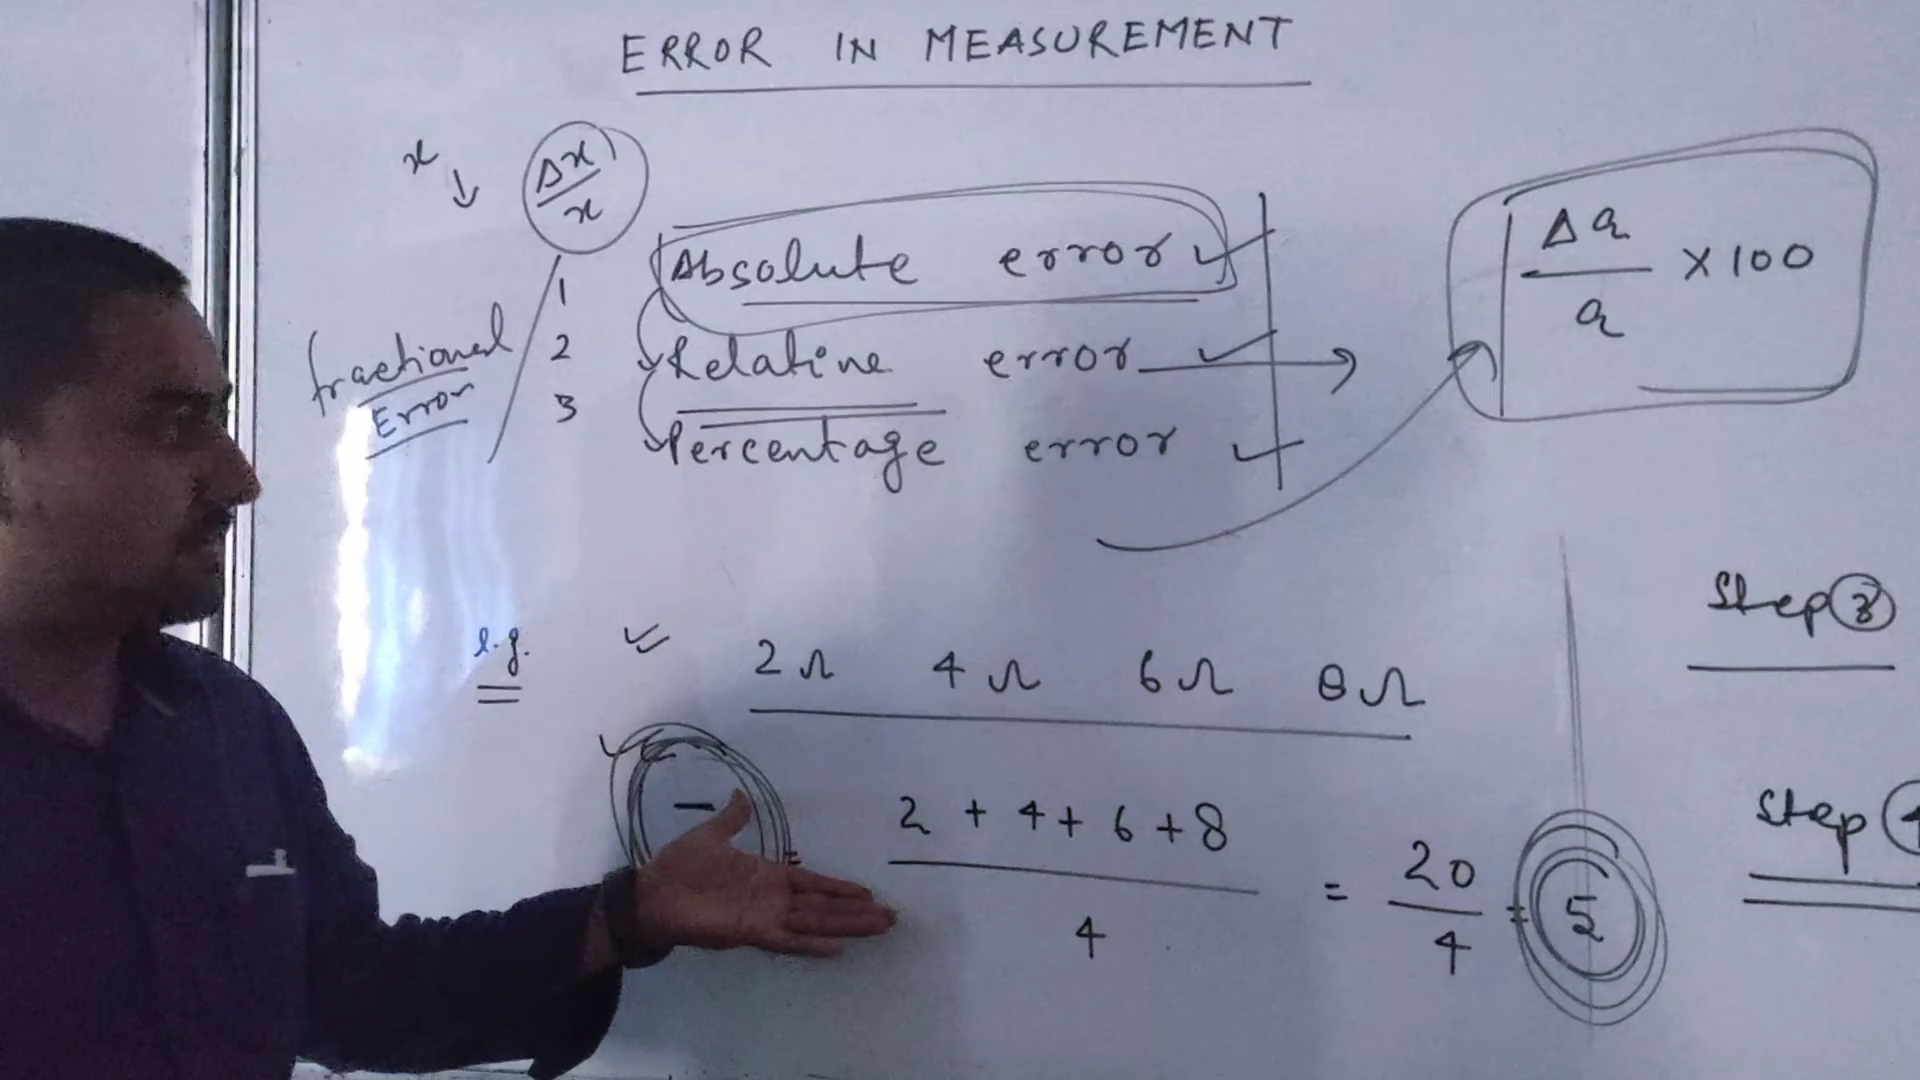 ERROR IN MEASUREMENT
x ↓
Δx/x
fractional Error
1 Absolute error ✓
2 Relative error ✓ →
3 Percentage error ✓
Δa/a × 100
e.g.
2Ω 4Ω 6Ω 8Ω
= (2 + 4 + 6 + 8)/4 = 20/4 = 5
Step 3
Step